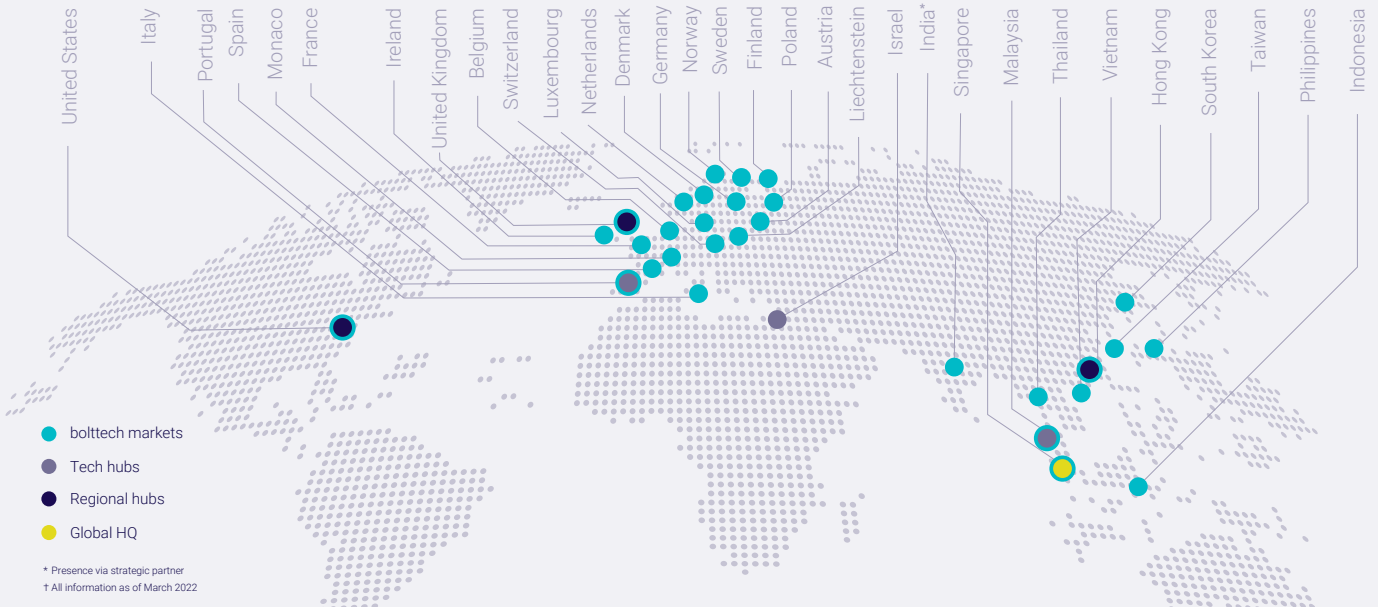 United States
Italy
Portugal
Spain
Monaco
France
Ireland
United Kingdom
Belgium
Switzerland
Luxembourg
Netherlands
Denmark
Germany
Norway
Sweden
Finland
Poland
Austria
Liechtenstein
Israel
India*
Singapore
Malaysia
Thailand
Vietnam
Hong Kong
South Korea
Taiwan
Philippines
Indonesia
bolttech markets
Tech hubs
Regional hubs
Global HQ
* Presence via strategic partner
† All information as of March 2022